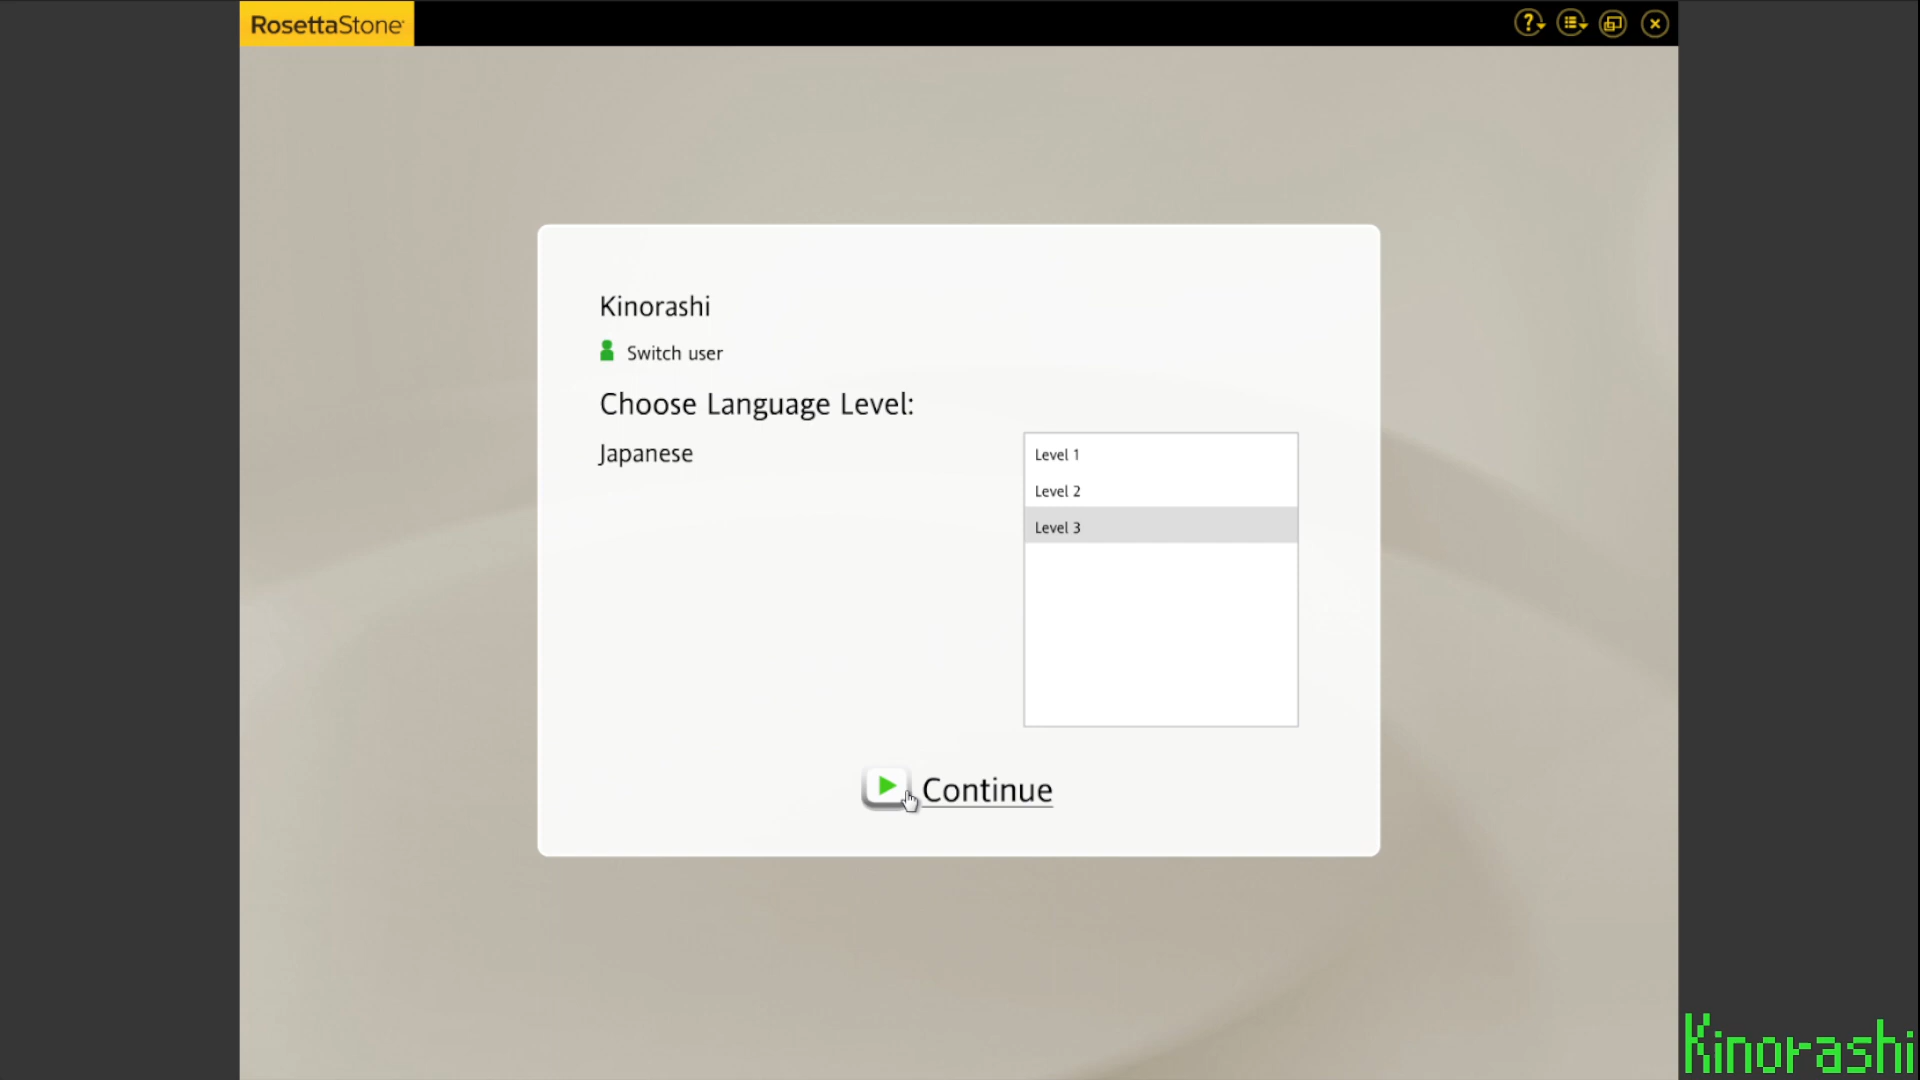 RosettaStone
Kinorashi
Switch user
Choose Language Level:
Japanese
Level 1
Level 2
Level 3
Continue
Kinorashi